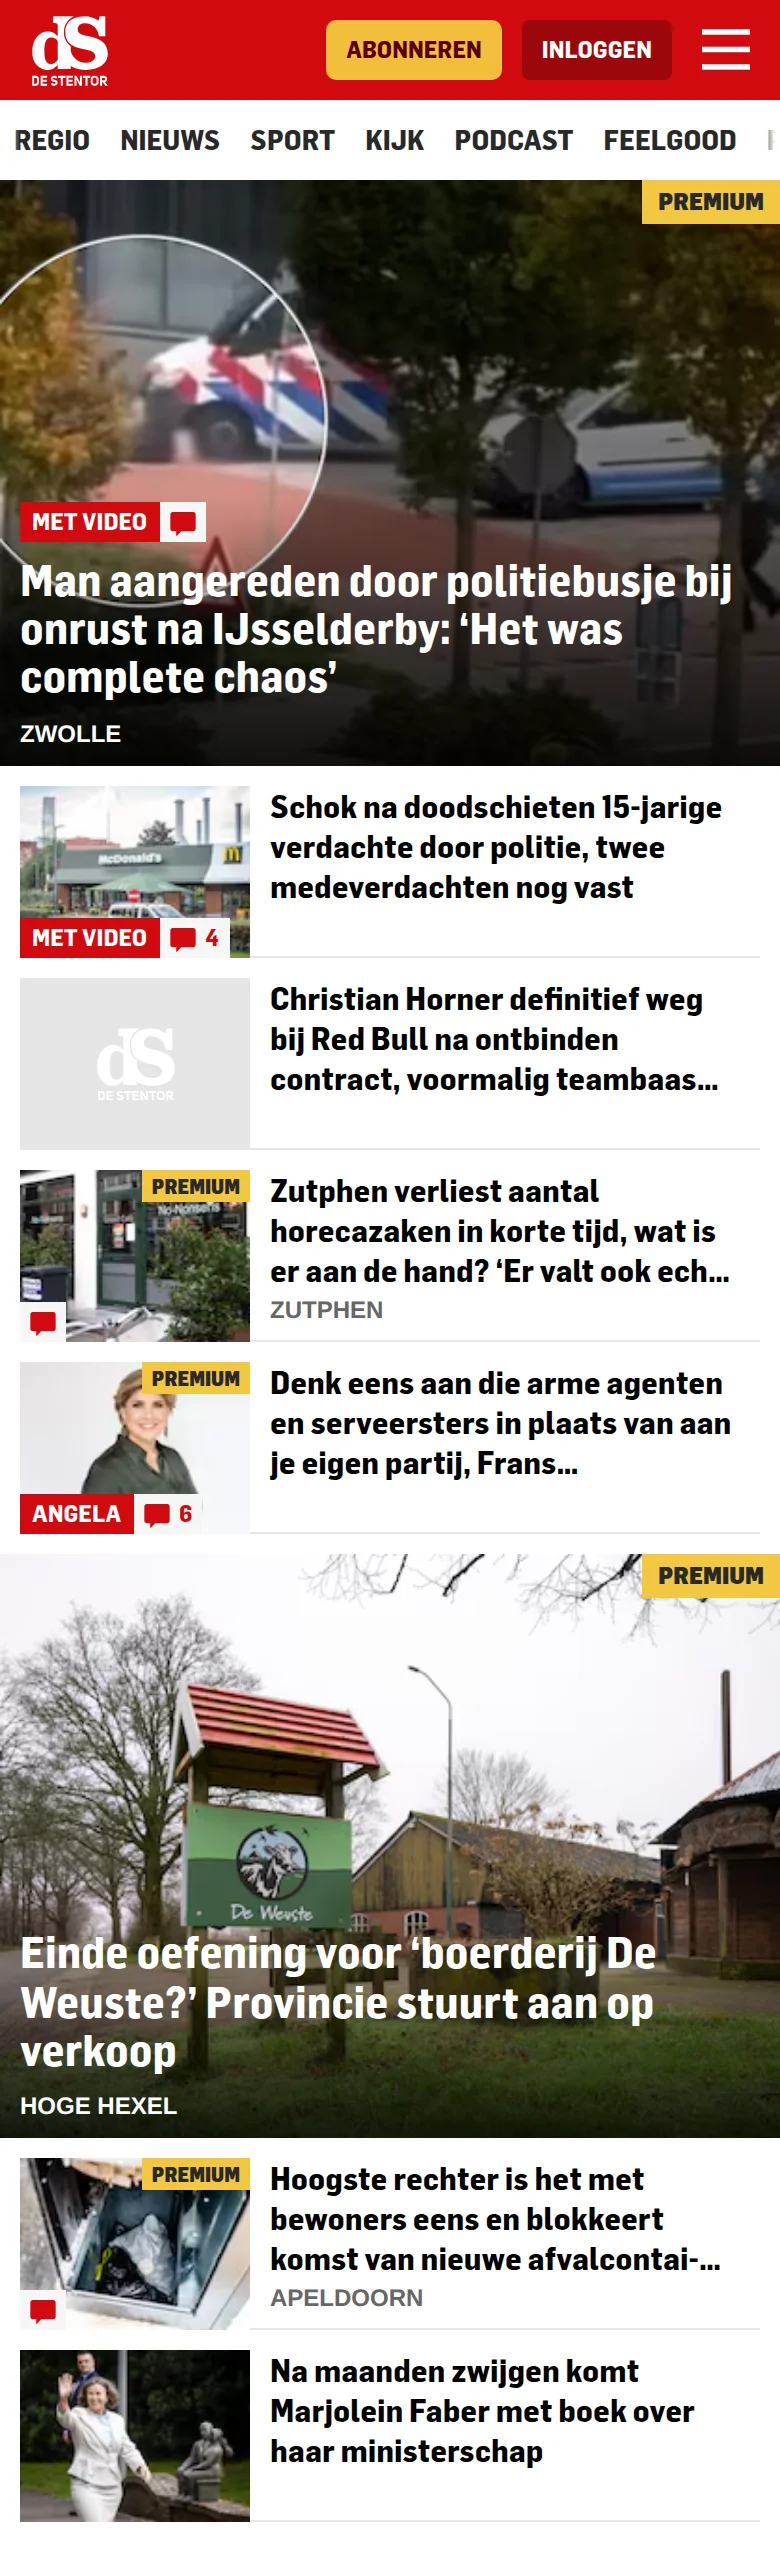 dS
DE STENTOR
ABONNEREN
INLOGGEN
REGIO NIEUWS SPORT KIJK PODCAST FEELGOOD
PREMIUM
MET VIDEO
Man aangereden door politiebusje bij
onrust na IJsselderby: ‘Het was
complete chaos’
ZWOLLE
McDonald's
MET VIDEO 4
Schok na doodschieten 15-jarige
verdachte door politie, twee
medeverdachten nog vast
dS
DE STENTOR
Christian Horner definitief weg
bij Red Bull na ontbinden
contract, voormalig teambaas...
PREMIUM
No-Nonsens
Zutphen verliest aantal
horecazaken in korte tijd, wat is
er aan de hand? ‘Er valt ook ech...
ZUTPHEN
PREMIUM
ANGELA 6
Denk eens aan die arme agenten
en serveersters in plaats van aan
je eigen partij, Frans...
PREMIUM
De Weuste
Einde oefening voor ‘boerderij De
Weuste?’ Provincie stuurt aan op
verkoop
HOGE HEXEL
PREMIUM
Hoogste rechter is het met
bewoners eens en blokkeert
komst van nieuwe afvalcontai-...
APELDOORN
Na maanden zwijgen komt
Marjolein Faber met boek over
haar ministerschap